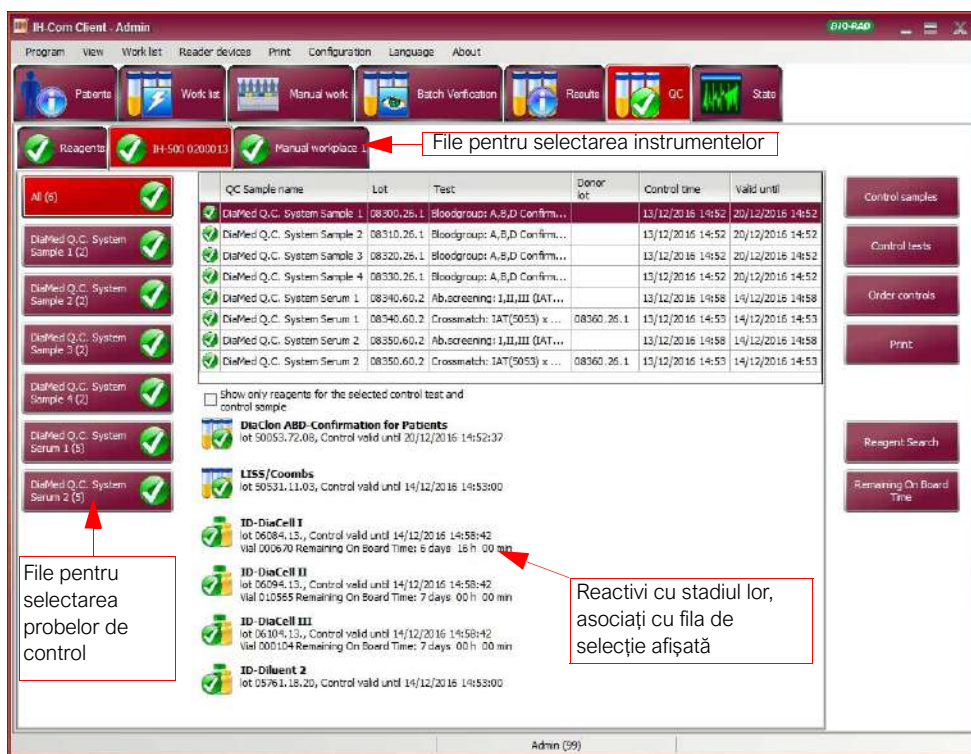 IH-Com Client - Admin
BIO-RAD
Program View Work list Reader devices Print Configuration Language About
Patients Work list Manual work Batch Verification Results QC State
Reagents IH-500 0200013 Manual workplace 1
File pentru selectarea instrumentelor
All (6)
DiaMed Q.C. System
Sample 1 (2)
DiaMed Q.C. System
Sample 2 (2)
DiaMed Q.C. System
Sample 3 (2)
DiaMed Q.C. System
Sample 4 (2)
DiaMed Q.C. System
Serum 1 (5)
DiaMed Q.C. System
Serum 2 (5)
File pentru
selectarea
probelor de
control
QC Sample name Lot Test Donor lot Control time Valid until
DiaMed Q.C. System Sample 1 08300.26.1 Bloodgroup: A,B,D Confirm... 13/12/2016 14:52 20/12/2016 14:52
DiaMed Q.C. System Sample 2 08310.26.1 Bloodgroup: A,B,D Confirm... 13/12/2016 14:52 20/12/2016 14:52
DiaMed Q.C. System Sample 3 08320.26.1 Bloodgroup: A,B,D Confirm... 13/12/2016 14:52 20/12/2016 14:52
DiaMed Q.C. System Sample 4 08330.26.1 Bloodgroup: A,B,D Confirm... 13/12/2016 14:52 20/12/2016 14:52
DiaMed Q.C. System Serum 1 08340.60.2 Ab.screening: I,II,III (IAT... 13/12/2016 14:58 14/12/2016 14:58
DiaMed Q.C. System Serum 1 08340.60.2 Crossmatch: IAT(5053) x ... 08360.26.1 13/12/2016 14:53 14/12/2016 14:53
DiaMed Q.C. System Serum 2 08350.60.2 Ab.screening: I,II,III (IAT... 13/12/2016 14:58 14/12/2016 14:58
DiaMed Q.C. System Serum 2 08350.60.2 Crossmatch: IAT(5053) x ... 08360.26.1 13/12/2016 14:53 14/12/2016 14:53
Show only reagents for the selected control test and
control sample
DiaClon ABD-Confirmation for Patients
lot 50053.72.08, Control valid until 20/12/2016 14:52:37
LISS/Coombs
lot 50531.11.03, Control valid until 14/12/2016 14:53:00
ID-DiaCell I
lot 06084.13., Control valid until 14/12/2016 14:58:42
Vial 000670 Remaining On Board Time: 6 days 16 h 00 min
ID-DiaCell II
lot 06094.13., Control valid until 14/12/2016 14:58:42
Vial 010565 Remaining On Board Time: 7 days 00 h 00 min
ID-DiaCell III
lot 06104.13., Control valid until 14/12/2016 14:58:42
Vial 000104 Remaining On Board Time: 7 days 00 h 00 min
ID-Diluent 2
lot 05761.18.20, Control valid until 14/12/2016 14:53:00
Reactivi cu stadiul lor,
asociați cu fila de
selecție afișată
Control samples
Control tests
Order controls
Print
Reagent Search
Remaining On Board
Time
Admin (99)